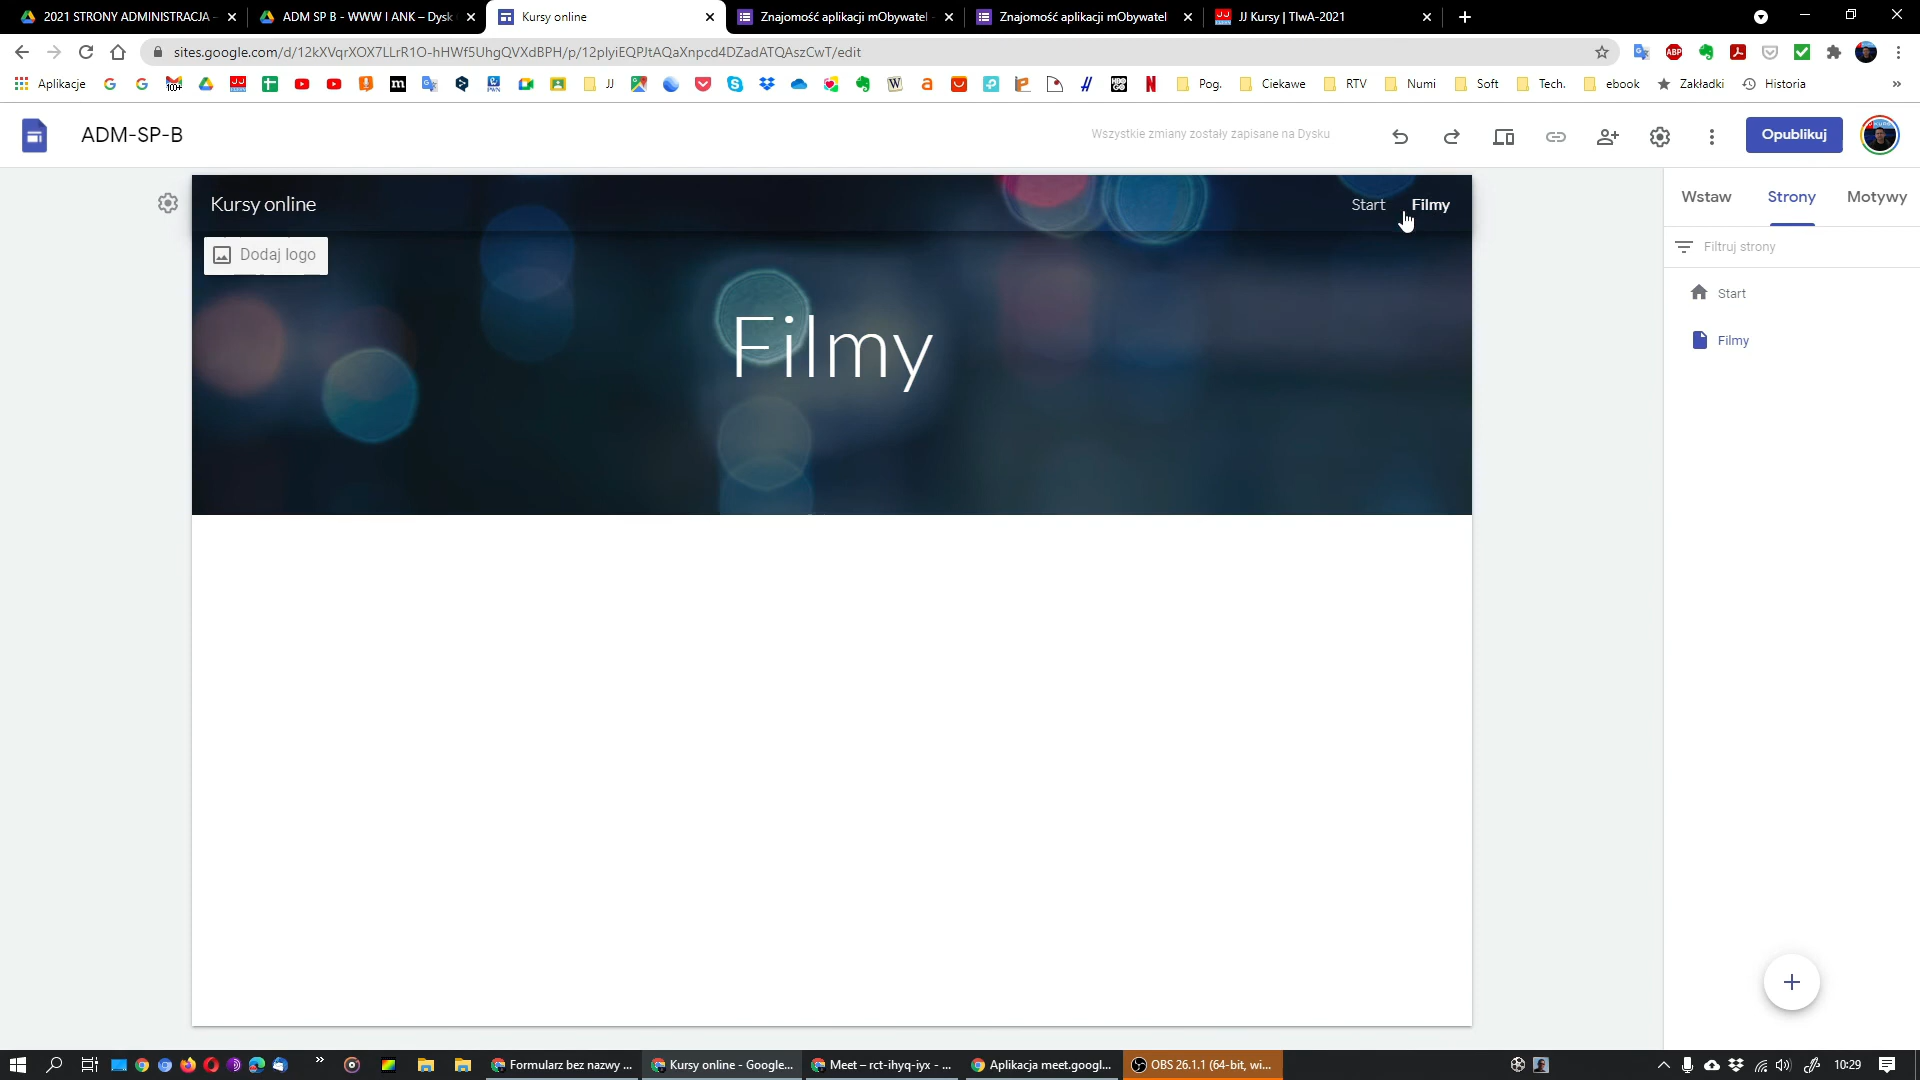 2021 STRONY ADMINISTRACJA -
ADM SP B - WWW I ANK – Dysk
Kursy online
Znajomość aplikacji mObywatel -
Znajomość aplikacji mObywatel
JJ Kursy | TIwA-2021
sites.google.com/d/12kXVqrXOX7LLrR1O-hHWf5UhgQVXdBPH/p/12plyiEQPJtAQaXnpcd4DZadATQAszCwT/edit
Aplikacje
JJ
Pog.
Ciekawe
RTV
Numi
Soft
Tech.
ebook
Zakładki
Historia
ADM-SP-B
Wszystkie zmiany zostały zapisane na Dysku
Opublikuj
Kursy online
Start
Filmy
Dodaj logo
Filmy
Wstaw
Strony
Motywy
Filtruj strony
Start
Filmy
Formularz bez nazwy ...
Kursy online - Google...
Meet – rct-ihyq-iyx - ...
Aplikacja meet.googl...
OBS 26.1.1 (64-bit, wi...
10:29